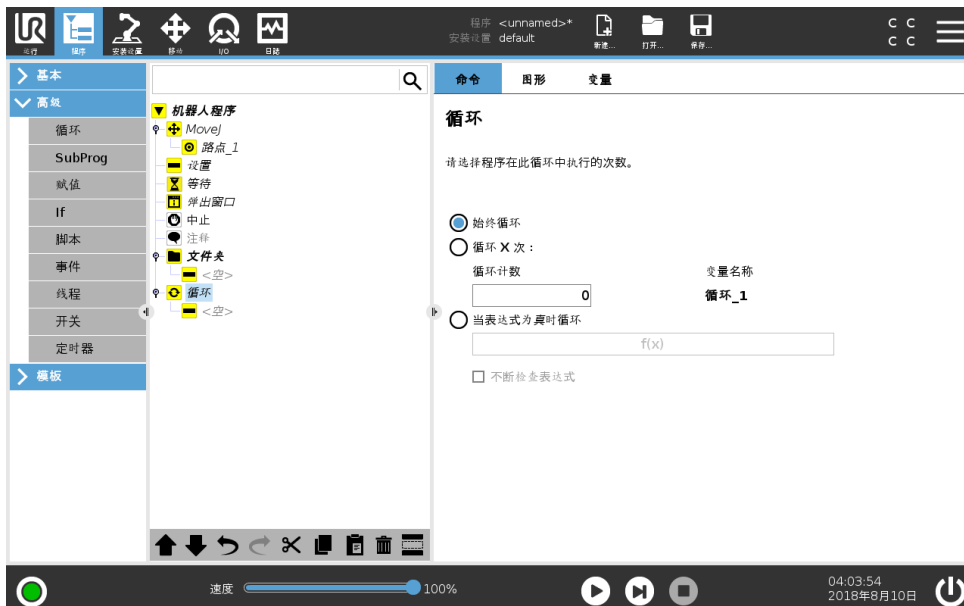 UR
运行
程序
安装设置
移动
I/O
日志
程序 <unnamed>*
安装设置 default
新建...
打开...
保存...
C C
C C
基本
高级
循环
SubProg
赋值
If
脚本
事件
线程
开关
定时器
模板
机器人程序
MoveJ
路点_1
设置
等待
弹出窗口
中止
注释
文件夹
<空>
循环
<空>
命令 图形 变量
循环
请选择程序在此循环中执行的次数。
始终循环
循环 X 次：
循环计数 变量名称
0 循环_1
当表达式为真时循环
f(x)
不断检查表达式
速度 100%
04:03:54
2018年8月10日